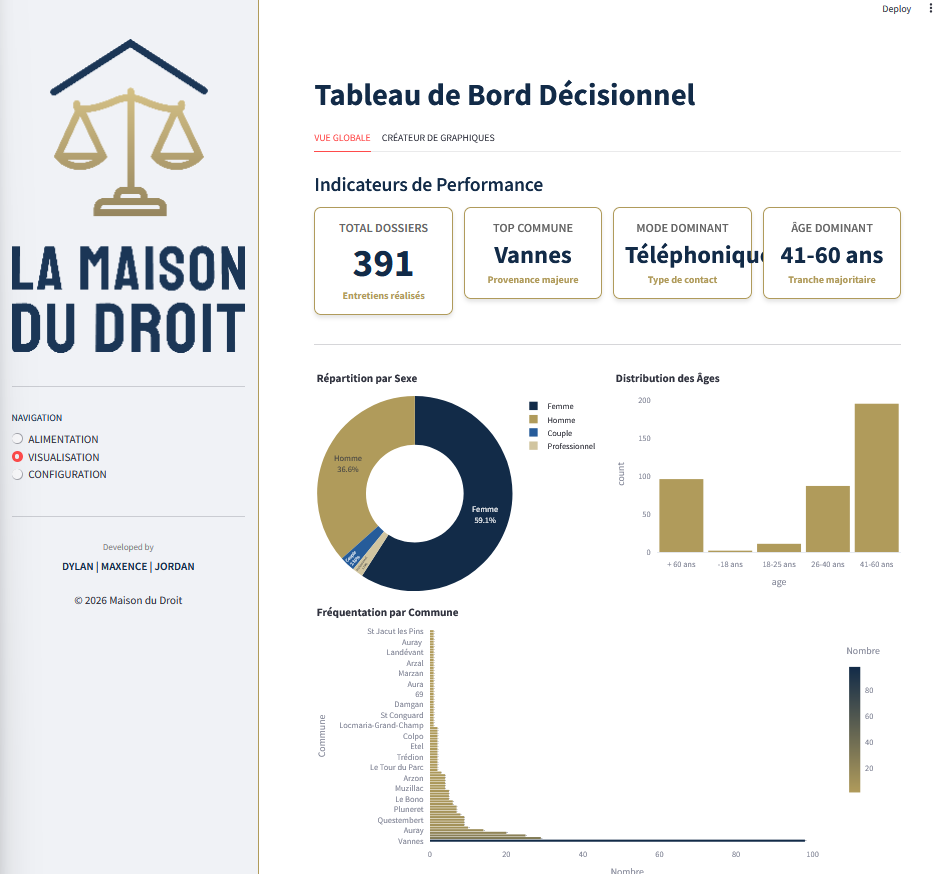 Deploy
LA MAISON
DU DROIT
NAVIGATION
ALIMENTATION
VISUALISATION
CONFIGURATION
Developed by
DYLAN | MAXENCE | JORDAN
© 2026 Maison du Droit
Tableau de Bord Décisionnel
VUE GLOBALE CRÉATEUR DE GRAPHIQUES
Indicateurs de Performance
TOTAL DOSSIERS
391
Entretiens réalisés
TOP COMMUNE
Vannes
Provenance majeure
MODE DOMINANT
Téléphonique
Type de contact
ÂGE DOMINANT
41-60 ans
Tranche majoritaire
Répartition par Sexe
Femme
Homme
Couple
Professionnel
Homme
36.6%
Femme
59.1%
Couple
Distribution des Âges
200
150
100
50
0
count
+ 60 ans
-18 ans
18-25 ans
26-40 ans
41-60 ans
age
Fréquentation par Commune
Commune
St Jacut les Pins
Auray
Landévant
Arzal
Marzan
Aura
69
Damgan
St Conguard
Locmaria-Grand-Champ
Colpo
Etel
Trédion
Le Tour du Parc
Arzon
Muzillac
Le Bono
Pluneret
Questembert
Auray
Vannes
0 20 40 60 80 100
Nombre
Nombre
80
60
40
20